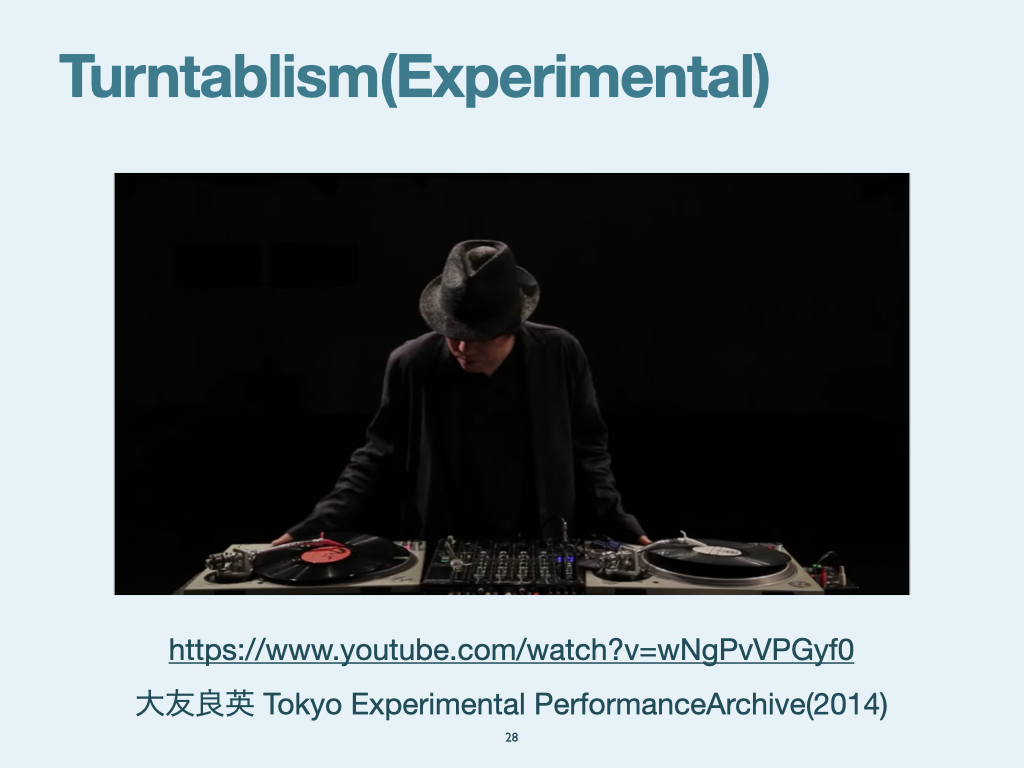 Turntablism(Experimental)
https://www.youtube.com/watch?v=wNgPvVPGyf0
大友良英 Tokyo Experimental PerformanceArchive(2014)
28